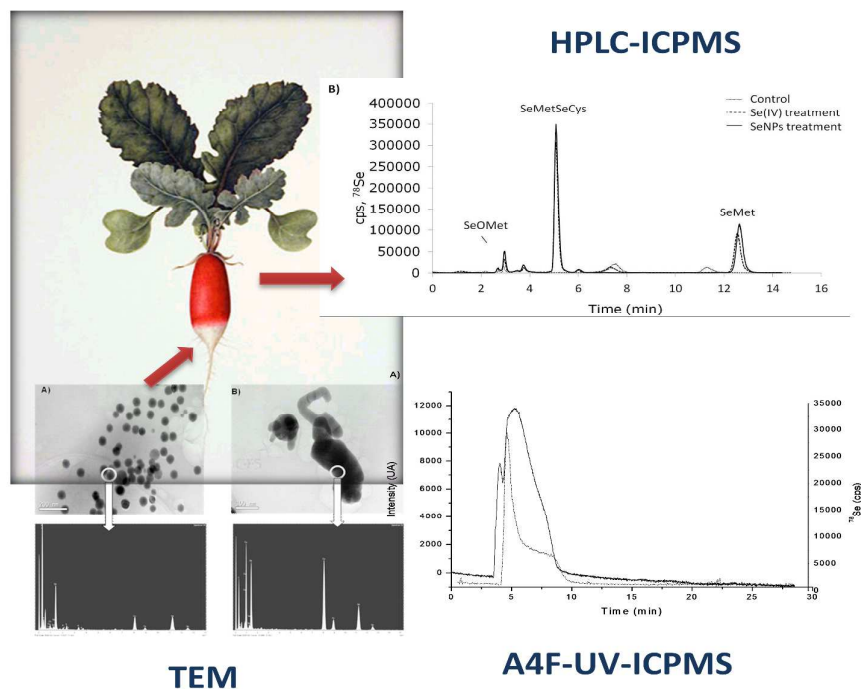 HPLC-ICPMS
B)
400000
350000
300000
250000
200000
150000
100000
50000
0
cps, ⁷⁸Se
SeMetSeCys
SeOMet
SeMet
Control
Se(IV) treatment
SeNPs treatment
0 2 4 6 8 10 12 14 16
Time (min)
A)
B)
A)
Intensity (UA)
12000
10000
8000
6000
4000
2000
0
35000
30000
25000
20000
15000
10000
5000
0
⁷⁸Se (cps)
0 5 10 15 20 25 30
Time (min)
TEM
A4F-UV-ICPMS